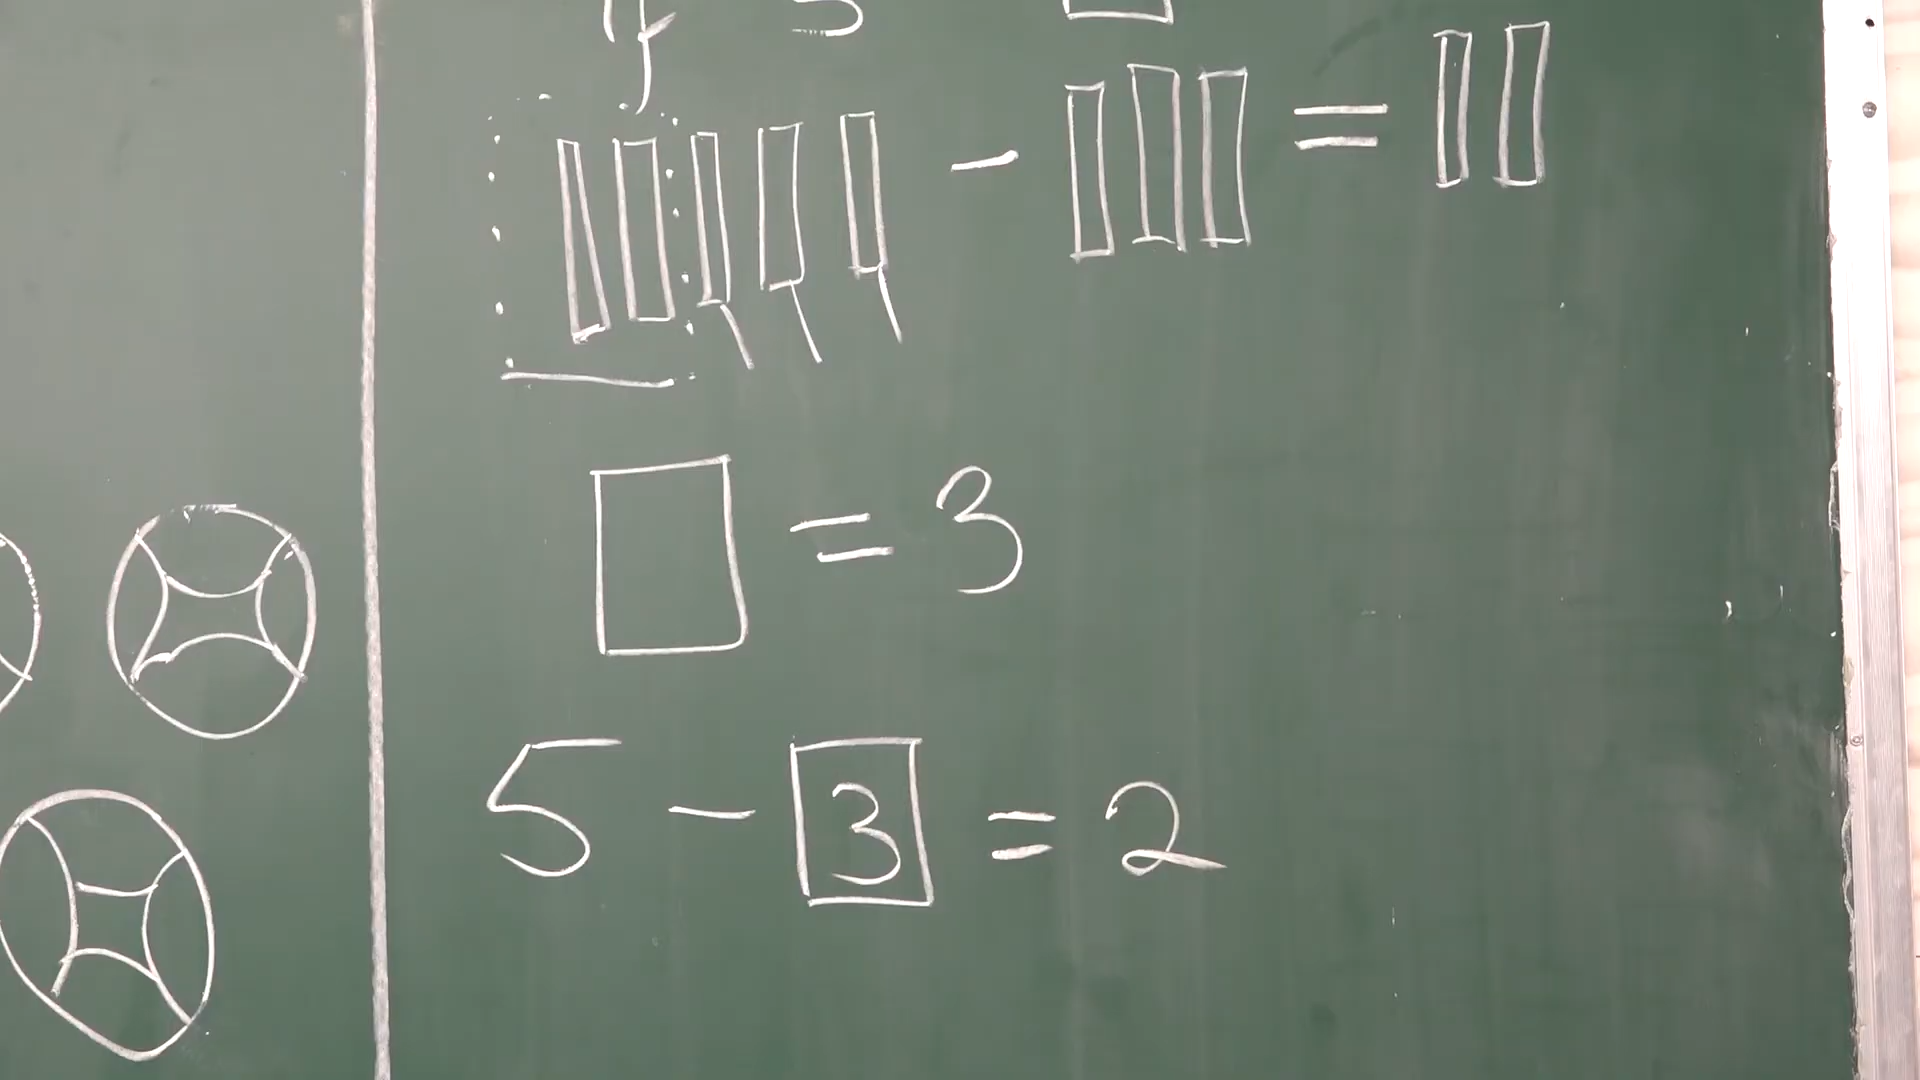 - =
□ = 3
5 - 3 = 2